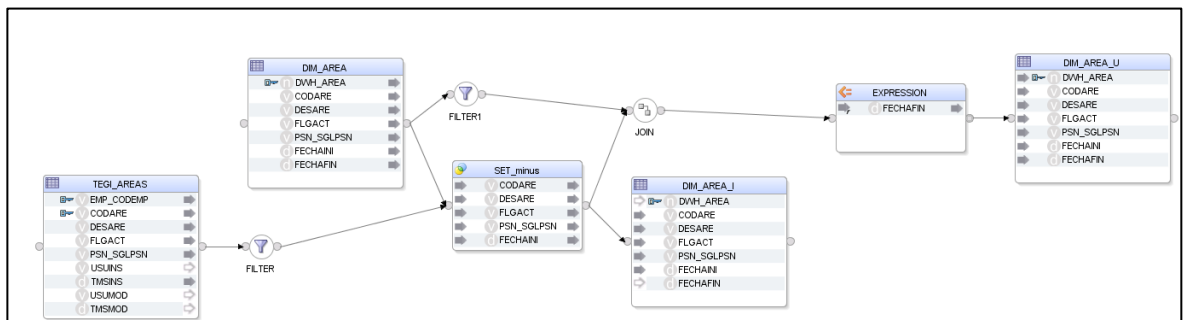 DIM_AREA
DWH_AREA
CODARE
DESARE
FLGACT
PSN_SGLPSN
FECHAINI
FECHAFIN
FILTER1
TEGI_AREAS
EMP_CODEMP
CODARE
DESARE
FLGACT
PSN_SGLPSN
USUINS
TMSINS
USUMOD
TMSMOD
FILTER
SET_minus
CODARE
DESARE
FLGACT
PSN_SGLPSN
FECHAINI
JOIN
DIM_AREA_I
DWH_AREA
CODARE
DESARE
FLGACT
PSN_SGLPSN
FECHAINI
FECHAFIN
EXPRESSION
FECHAFIN
DIM_AREA_U
DWH_AREA
CODARE
DESARE
FLGACT
PSN_SGLPSN
FECHAINI
FECHAFIN